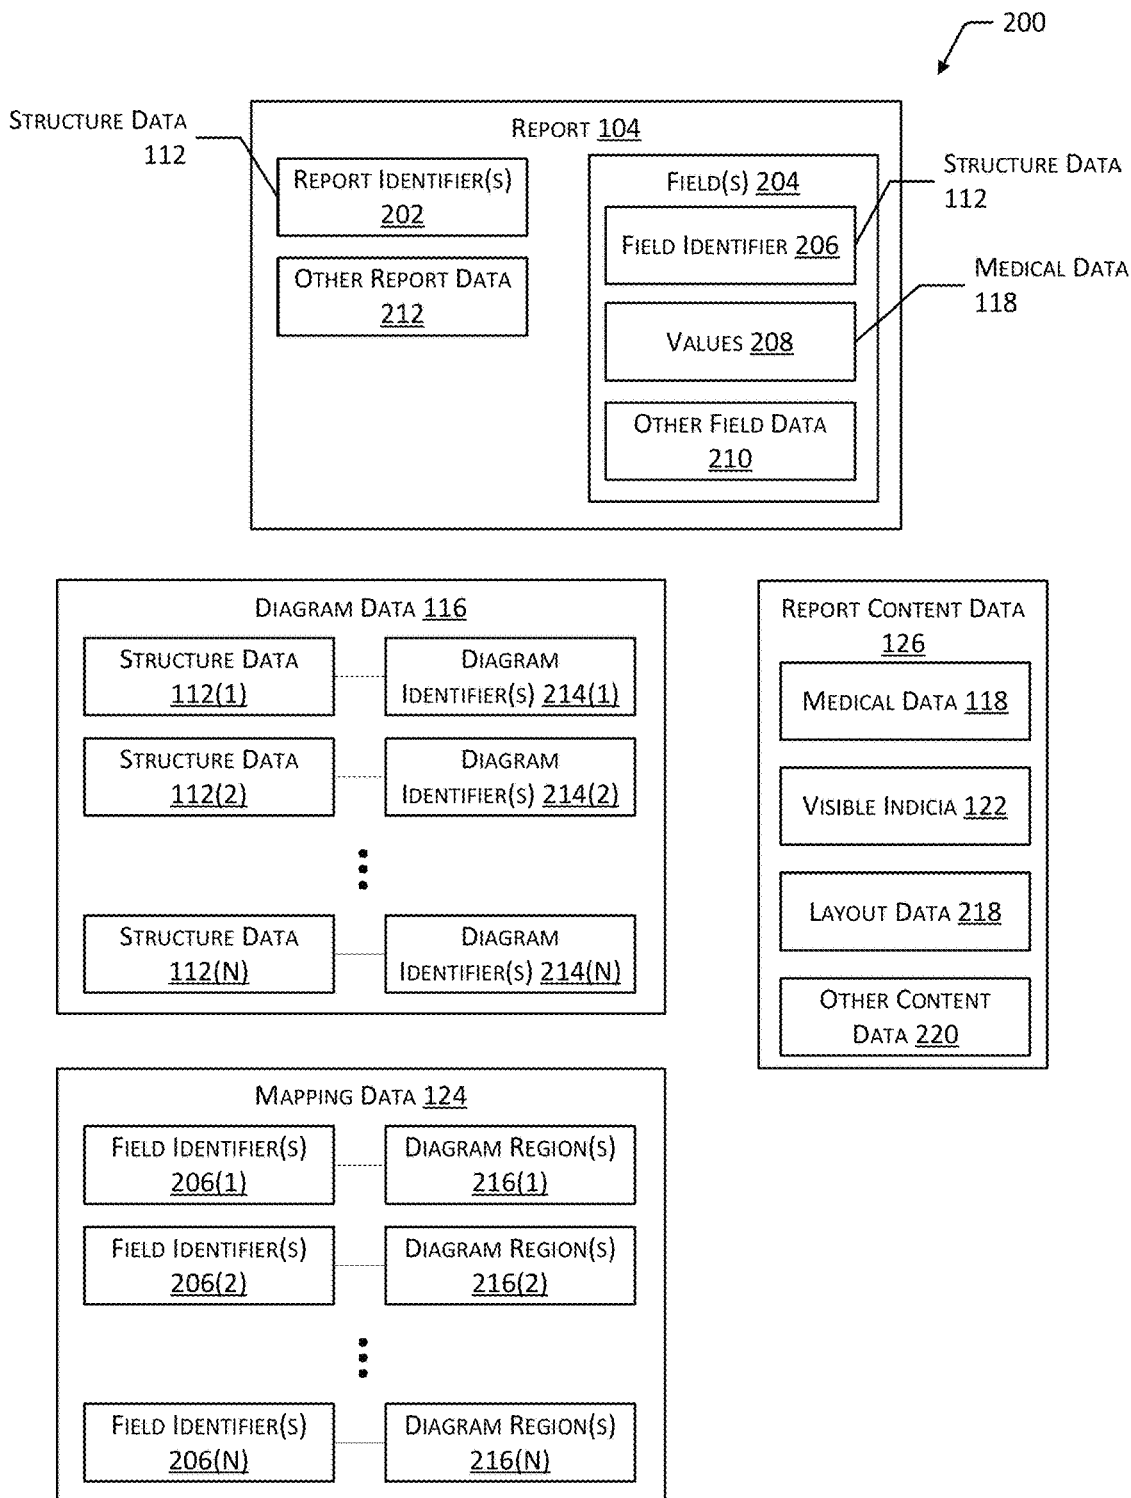 200
STRUCTURE DATA
112
REPORT 104
REPORT IDENTIFIER(S)
202
OTHER REPORT DATA
212
FIELD(S) 204
FIELD IDENTIFIER 206
VALUES 208
OTHER FIELD DATA
210
STRUCTURE DATA
112
MEDICAL DATA
118
DIAGRAM DATA 116
STRUCTURE DATA
112(1)
DIAGRAM
IDENTIFIER(S) 214(1)
STRUCTURE DATA
112(2)
DIAGRAM
IDENTIFIER(S) 214(2)
STRUCTURE DATA
112(N)
DIAGRAM
IDENTIFIER(S) 214(N)
REPORT CONTENT DATA
126
MEDICAL DATA 118
VISIBLE INDICIA 122
LAYOUT DATA 218
OTHER CONTENT
DATA 220
MAPPING DATA 124
FIELD IDENTIFIER(S)
206(1)
DIAGRAM REGION(S)
216(1)
FIELD IDENTIFIER(S)
206(2)
DIAGRAM REGION(S)
216(2)
FIELD IDENTIFIER(S)
206(N)
DIAGRAM REGION(S)
216(N)